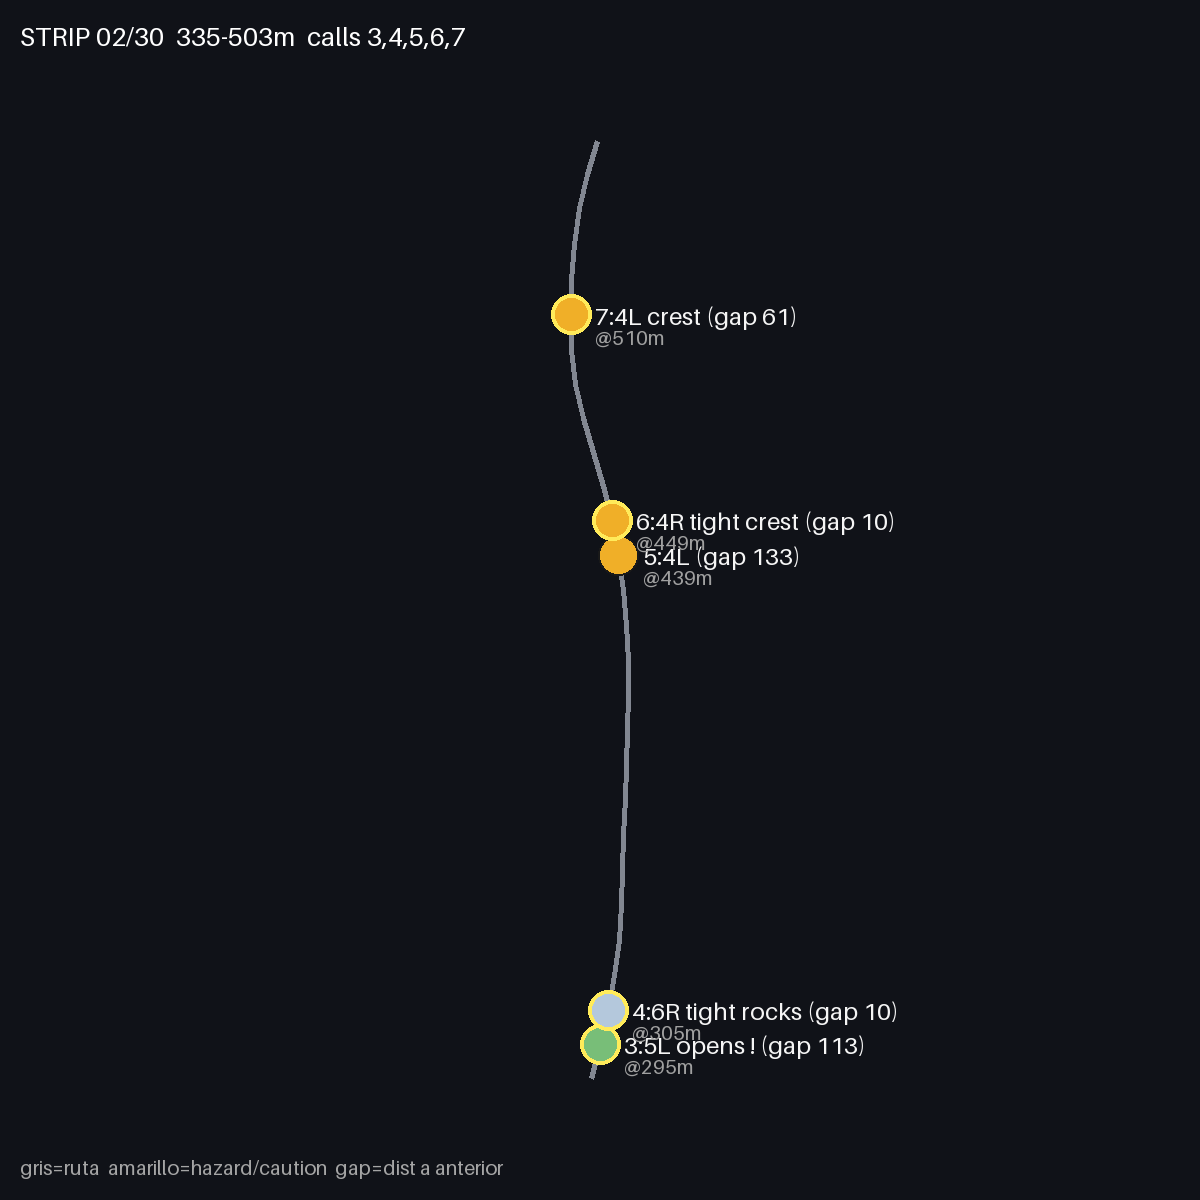 STRIP 02/30  335-503m  calls 3,4,5,6,7
7:4L crest (gap 61)
@510m
6:4R tight crest (gap 10)
@449m
5:4L (gap 133)
@439m
4:6R tight rocks (gap 10)
@305m
3:5L opens ! (gap 113)
@295m
gris=ruta  amarillo=hazard/caution  gap=dist a anterior